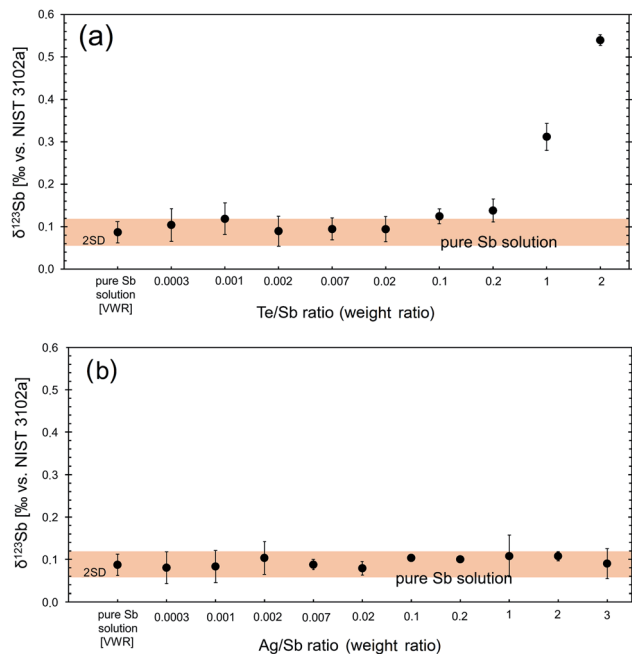 (a)
0.6
0.5
0.4
0.3
0.2
0.1
0.0
δ¹²³Sb [‰ vs. NIST 3102a]
2SD
pure Sb solution
pure Sb
solution
[VWR]
0.0003 0.001 0.002 0.007 0.02 0.1 0.2 1 2
Te/Sb ratio (weight ratio)
(b)
0.6
0.5
0.4
0.3
0.2
0.1
0.0
δ¹²³Sb [‰ vs. NIST 3102a]
2SD
pure Sb solution
pure Sb
solution
[VWR]
0.0003 0.001 0.002 0.007 0.02 0.1 0.2 1 2 3
Ag/Sb ratio (weight ratio)